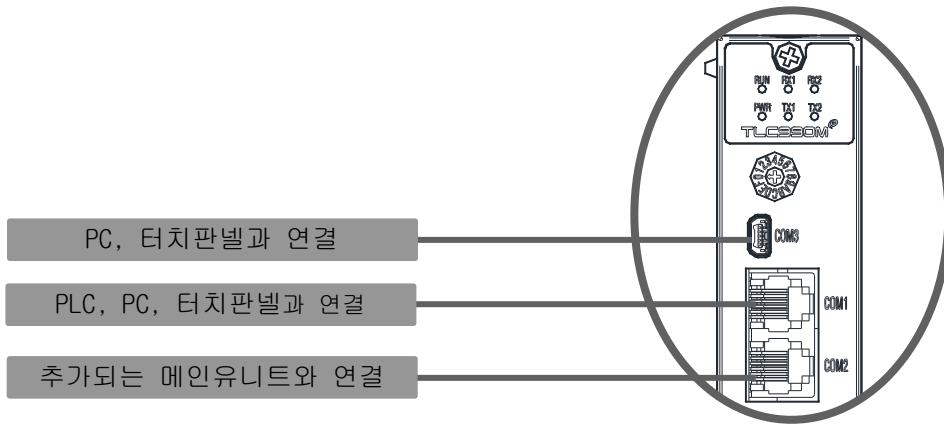 RUN RX1 RX2
PWR TX1 TX2
TLC990M
PC, 터치판넬과 연결
COM3
PLC, PC, 터치판넬과 연결
COM1
추가되는 메인유니트와 연결
COM2